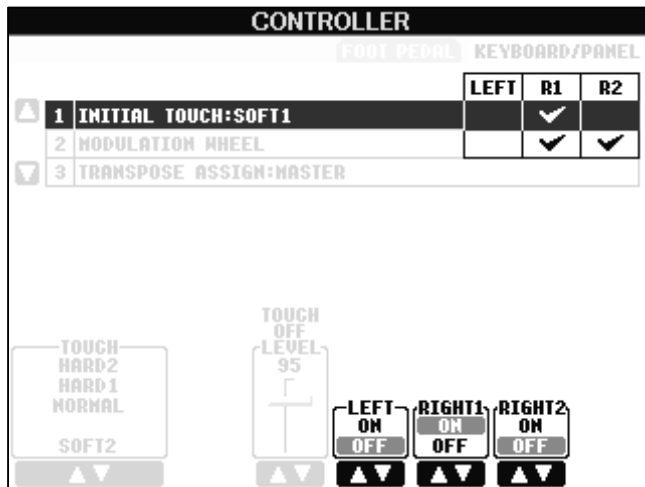 CONTROLLER
FOOT PEDAL KEYBOARD/PANEL
LEFT R1 R2
1 INITIAL TOUCH:SOFT1
2 MODULATION WHEEL
3 TRANSPOSE ASSIGN:MASTER
TOUCH
HARD2
HARD1
NORMAL
SOFT2
TOUCH
OFF
LEVEL
95
LEFT
ON
OFF
RIGHT1
ON
OFF
RIGHT2
ON
OFF